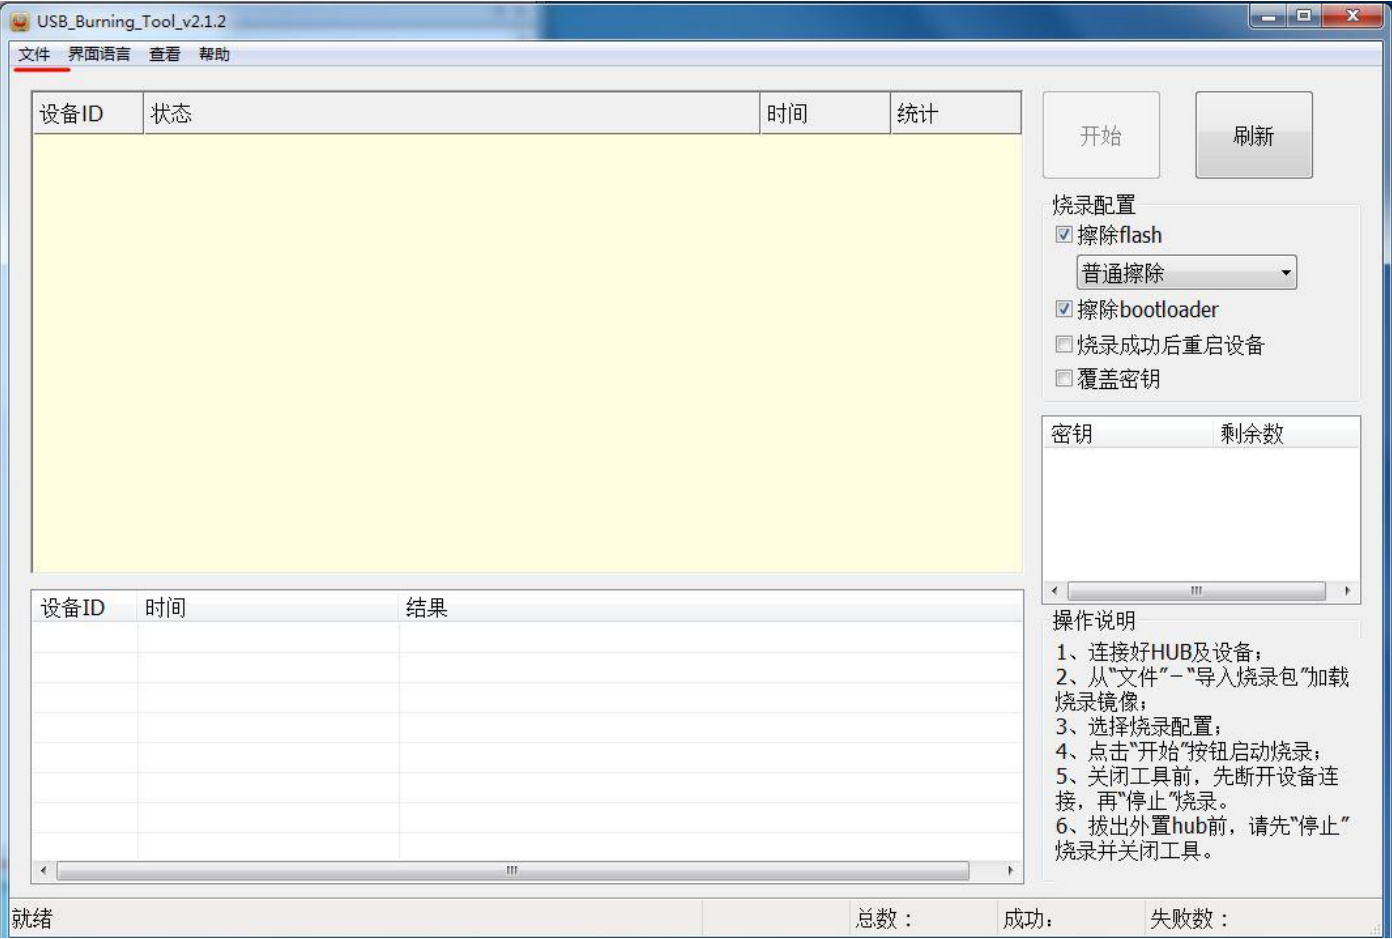 USB_Burning_Tool_v2.1.2
文件 界面语言 查看 帮助
设备ID 状态 时间 统计
开始 刷新
烧录配置
擦除flash
普通擦除
擦除bootloader
烧录成功后重启设备
覆盖密钥
密钥 剩余数
设备ID 时间 结果
操作说明
1、连接好HUB及设备；
2、从“文件”－“导入烧录包”加载
烧录镜像；
3、选择烧录配置；
4、点击“开始”按钮启动烧录；
5、关闭工具前，先断开设备连
接，再“停止”烧录。
6、拔出外置hub前，请先“停止”
烧录并关闭工具。
就绪 总数： 成功： 失败数：